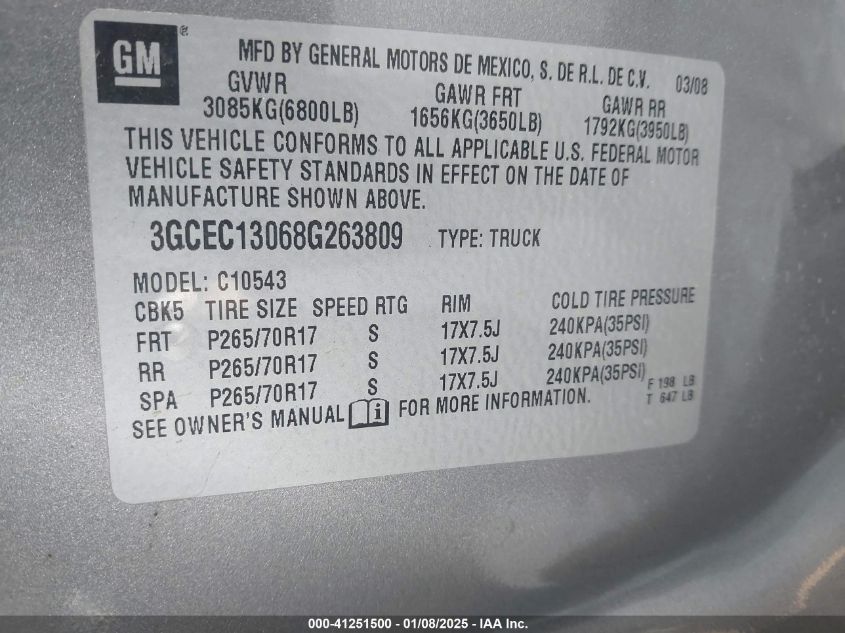 GM ®
MFD BY GENERAL MOTORS DE MEXICO, S. DE R.L. DE C.V. 03/08
GVWR GAWR FRT GAWR RR
3085KG(6800LB) 1656KG(3650LB) 1792KG(3950LB)
THIS VEHICLE CONFORMS TO ALL APPLICABLE U.S. FEDERAL MOTOR
VEHICLE SAFETY STANDARDS IN EFFECT ON THE DATE OF
MANUFACTURE SHOWN ABOVE.
3GCEC13068G263809 TYPE: TRUCK
MODEL: C10543
CBK5 TIRE SIZE SPEED RTG RIM COLD TIRE PRESSURE
FRT P265/70R17 S 17X7.5J 240KPA(35PSI)
RR P265/70R17 S 17X7.5J 240KPA(35PSI)
SPA P265/70R17 S 17X7.5J 240KPA(35PSI) F 198 LB
T 647 LB
SEE OWNER'S MANUAL i FOR MORE INFORMATION.
000-41251500 - 01/08/2025 - IAA Inc.